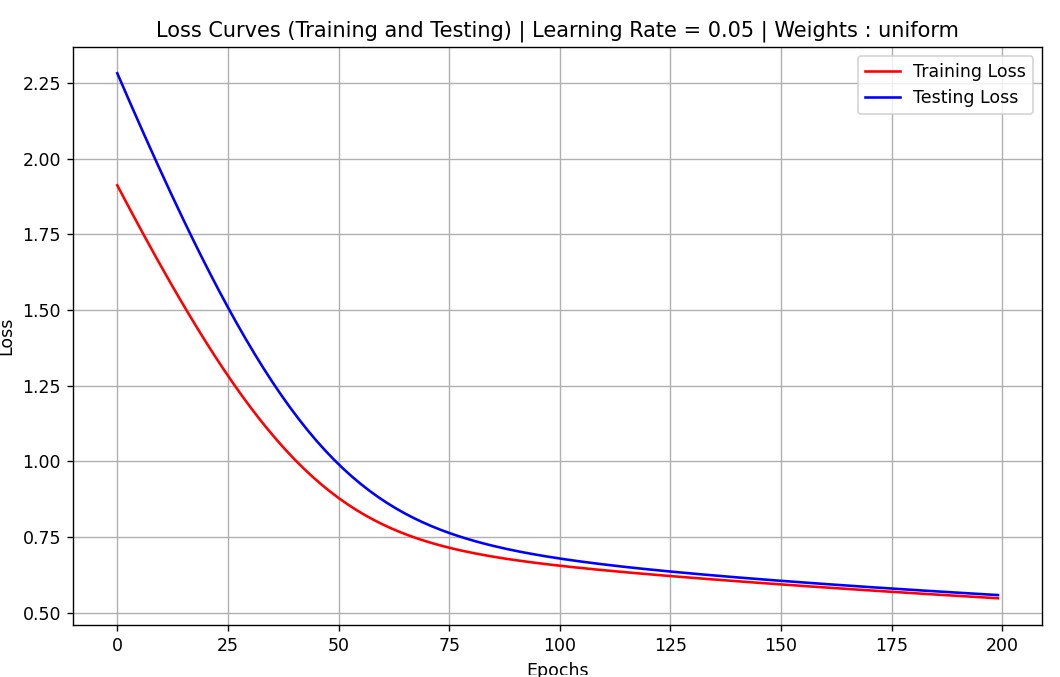 Loss Curves (Training and Testing) | Learning Rate = 0.05 | Weights : uniform
Training Loss
Testing Loss
2.25
2.00
1.75
1.50
1.25
1.00
0.75
0.50
Loss
0 25 50 75 100 125 150 175 200
Epochs